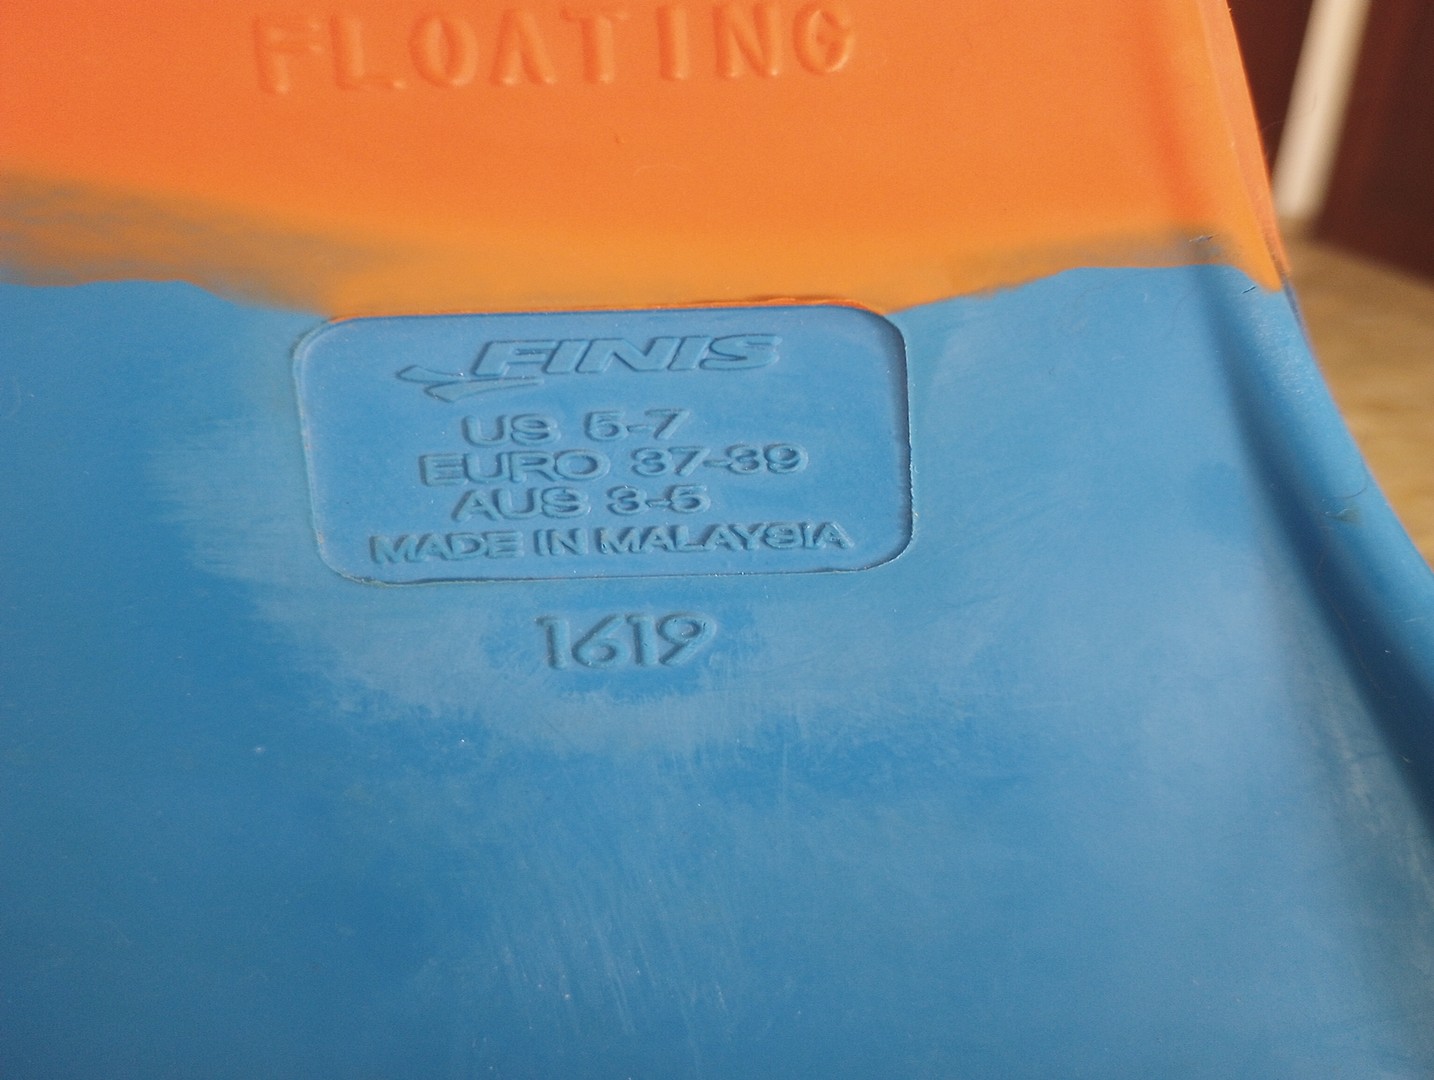 FLOATING
FINIS
US 5-7
EURO 37-39
AUS 3-5
MADE IN MALAYSIA
1619